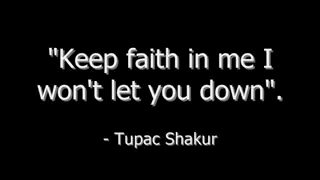 "Keep faith in me I
won't let you down".
- Tupac Shakur